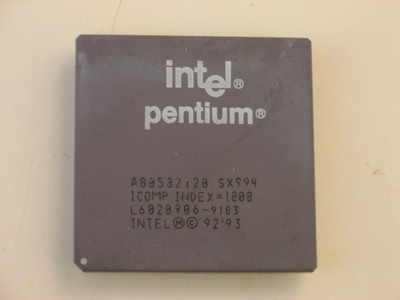 intel®
pentium®
A80502120 SX994
ICOMP INDEX=1000
L6020906-9183
INTEL Ⓜ©'92'93